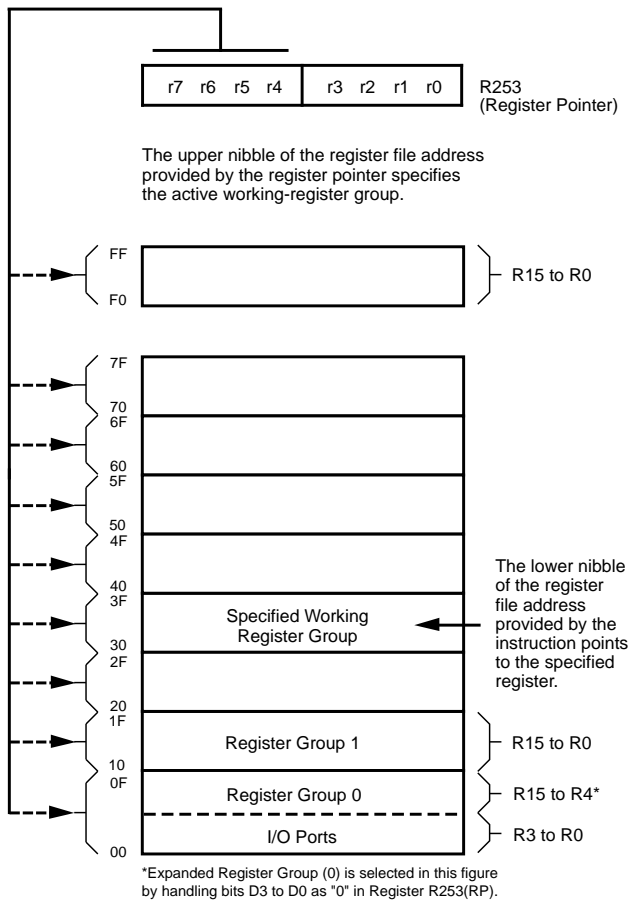 r7 r6 r5 r4 r3 r2 r1 r0
R253
(Register Pointer)
The upper nibble of the register file address
provided by the register pointer specifies
the active working-register group.
FF
F0
R15 to R0
7F
70
6F
60
5F
50
4F
40
3F
Specified Working
Register Group
The lower nibble
of the register
file address
provided by the
instruction points
to the specified
register.
30
2F
20
1F
Register Group 1
R15 to R0
10
0F
Register Group 0
R15 to R4*
I/O Ports
R3 to R0
00
*Expanded Register Group (0) is selected in this figure
by handling bits D3 to D0 as "0" in Register R253(RP).